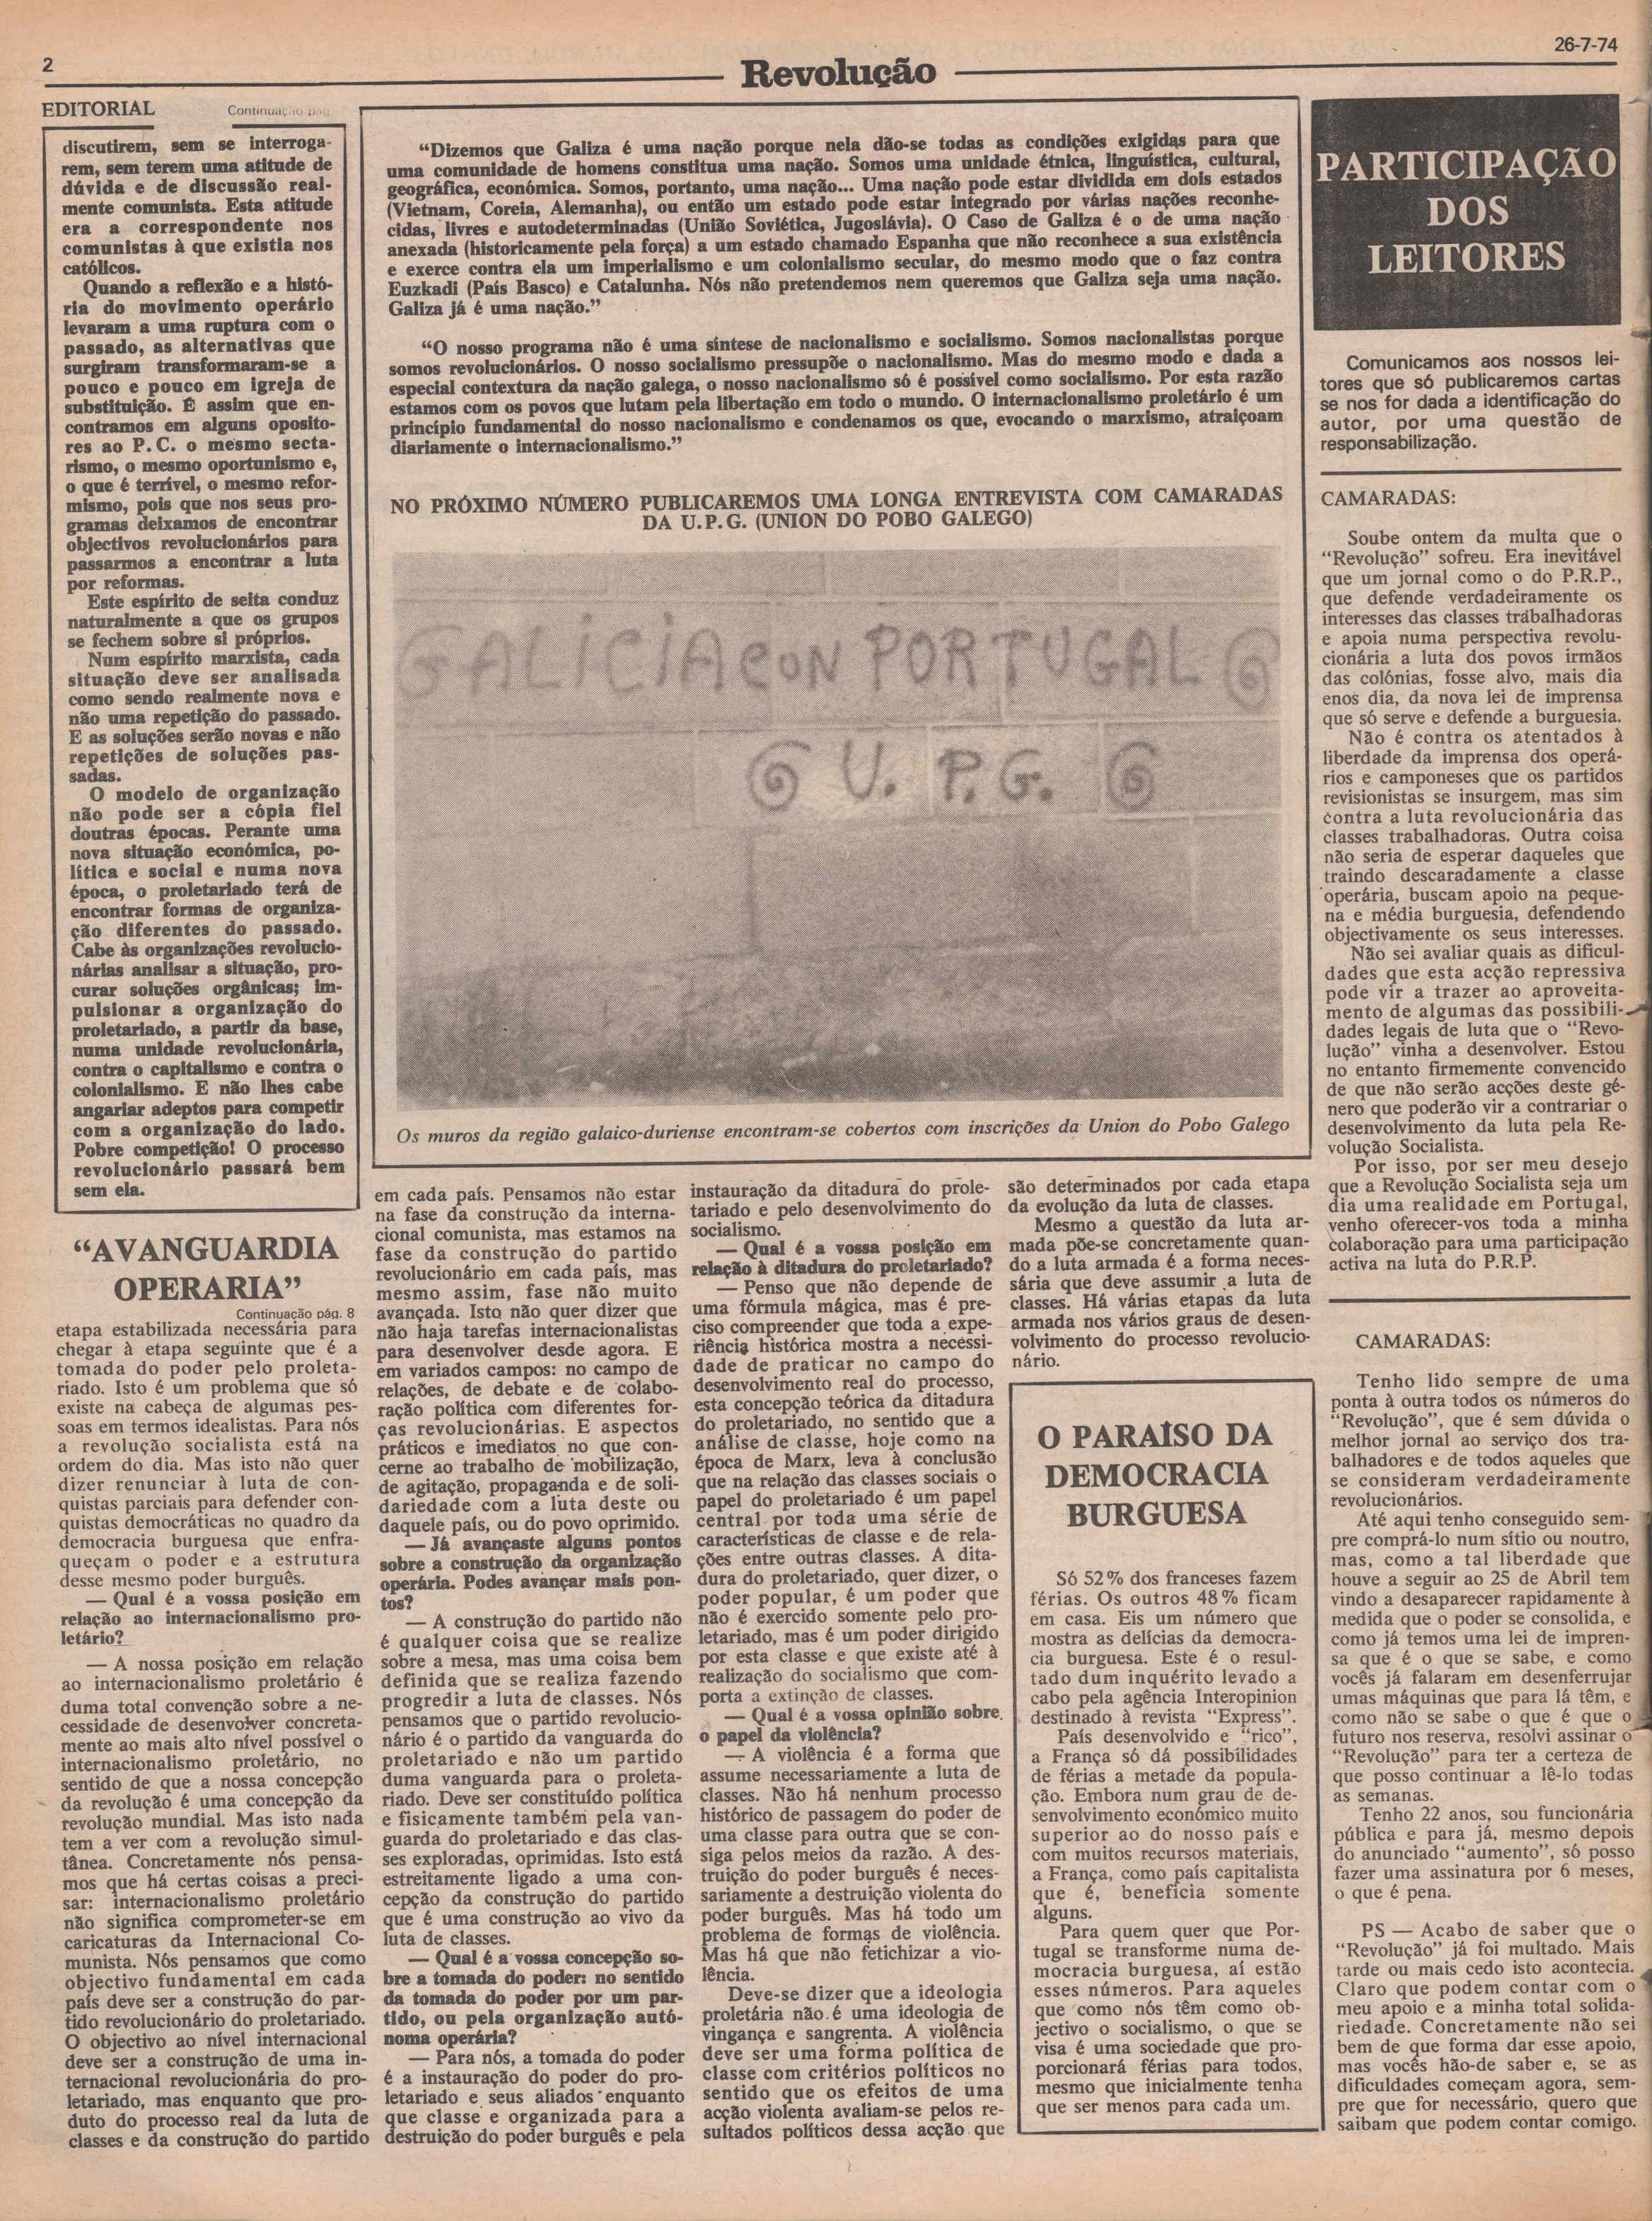 2
Revolução
26-7-74
EDITORIAL
Continuação pág.
discutirem, sem se interroga-
rem, sem terem uma atitude de
dúvida e de discussão real-
mente comunista. Esta atitude
era a correspondente nos
comunistas à que existia nos
católicos.
Quando a reflexão e a histó-
ria do movimento operário
levaram a uma ruptura com o
passado, as alternativas que
surgiram transformaram-se a
pouco e pouco em igreja de
substituição. É assim que en-
contramos em alguns oposito-
res ao P.C. o mesmo secta-
rismo, o mesmo oportunismo e,
o que é terrível, o mesmo refor-
mismo, pois que nos seus pro-
gramas deixamos de encontrar
objectivos revolucionários para
passarmos a encontrar a luta
por reformas.
Este espírito de seita conduz
naturalmente a que os grupos
se fechem sobre si próprios.
Num espírito marxista, cada
situação deve ser analisada
como sendo realmente nova e
não uma repetição do passado.
E as soluções serão novas e não
repetições de soluções pas-
sadas.
O modelo de organização
não pode ser a cópia fiel
doutras épocas. Perante uma
nova situação económica, po-
lítica e social e numa nova
época, o proletariado terá de
encontrar formas de organiza-
ção diferentes do passado.
Cabe às organizações revolucio-
nárias analisar a situação, pro-
curar soluções orgânicas; im-
pulsionar a organização do
proletariado, a partir da base,
numa unidade revolucionária,
contra o capitalismo e contra o
colonialismo. E não lhes cabe
angariar adeptos para competir
com a organização do lado.
Pobre competição! O processo
revolucionário passará bem
sem ela.
“Dizemos que Galiza é uma nação porque nela dão-se todas as condições exigidas para que
uma comunidade de homens constitua uma nação. Somos uma unidade étnica, linguística, cultural,
geográfica, económica. Somos, portanto, uma nação... Uma nação pode estar dividida em dois estados
(Vietnam, Coreia, Alemanha), ou então um estado pode estar integrado por várias nações reconhe-
cidas, livres e autodeterminadas (União Soviética, Jugoslávia). O Caso de Galiza é o de uma nação
anexada (historicamente pela força) a um estado chamado Espanha que não reconhece a sua existência
e exerce contra ela um imperialismo e um colonialismo secular, do mesmo modo que o faz contra
Euzkadi (País Basco) e Catalunha. Nós não pretendemos nem queremos que Galiza seja uma nação.
Galiza já é uma nação.”
“O nosso programa não é uma síntese de nacionalismo e socialismo. Somos nacionalistas porque
somos revolucionários. O nosso socialismo pressupõe o nacionalismo. Mas do mesmo modo e dada a
especial contextura da nação galega, o nosso nacionalismo só é possível como socialismo. Por esta razão
estamos com os povos que lutam pela libertação em todo o mundo. O internacionalismo proletário é um
princípio fundamental do nosso nacionalismo e condenamos os que, evocando o marxismo, atraiçoam
diariamente o internacionalismo.”
NO PRÓXIMO NÚMERO PUBLICAREMOS UMA LONGA ENTREVISTA COM CAMARADAS
DA U.P.G. (UNION DO POBO GALEGO)
GALICIA CON PORTUGAL
U. P. G.
Os muros da região galaico-duriense encontram-se cobertos com inscrições da Union do Pobo Galego
“AVANGUARDIA
OPERARIA”
Continuação pág. 8
etapa estabilizada necessária para
chegar à etapa seguinte que é a
tomada do poder pelo proleta-
riado. Isto é um problema que só
existe na cabeça de algumas pes-
soas em termos idealistas. Para nós
a revolução socialista está na
ordem do dia. Mas isto não quer
dizer renunciar à luta de con-
quistas parciais para defender con-
quistas democráticas no quadro da
democracia burguesa que enfra-
queçam o poder e a estrutura
desse mesmo poder burguês.
— Qual é a vossa posição em
relação ao internacionalismo pro-
letário?
— A nossa posição em relação
ao internacionalismo proletário é
duma total convenção sobre a ne-
cessidade de desenvolver concreta-
mente ao mais alto nível possível o
internacionalismo proletário, no
sentido de que a nossa concepção
da revolução é uma concepção da
revolução mundial. Mas isto nada
tem a ver com a revolução simul-
tânea. Concretamente nós pensa-
mos que há certas coisas a preci-
sar: internacionalismo proletário
não significa comprometer-se em
caricaturas da Internacional Co-
munista. Nós pensamos que como
objectivo fundamental em cada
país deve ser a construção do par-
tido revolucionário do proletariado.
O objectivo ao nível internacional
deve ser a construção de uma in-
ternacional revolucionária do pro-
letariado, mas enquanto que pro-
duto do processo real da luta de
classes e da construção do partido
em cada país. Pensamos não estar
na fase da construção da interna-
cional comunista, mas estamos na
fase da construção do partido
revolucionário em cada país, mas
mesmo assim, fase não muito
avançada. Isto não quer dizer que
não haja tarefas internacionalistas
para desenvolver desde agora. E
em variados campos: no campo de
relações, de debate e de colabo-
ração política com diferentes for-
ças revolucionárias. E aspectos
práticos e imediatos no que con-
cerne ao trabalho de mobilização,
de agitação, propaganda e de soli-
dariedade com a luta deste ou
daquele país, ou do povo oprimido.
— Já avançaste alguns pontos
sobre a construção da organização
operária. Podes avançar mais pon-
tos?
— A construção do partido não
é qualquer coisa que se realize
sobre a mesa, mas uma coisa bem
definida que se realiza fazendo
progredir a luta de classes. Nós
pensamos que o partido revolucio-
nário é o partido da vanguarda do
proletariado e não um partido
duma vanguarda para o proleta-
riado. Deve ser constituído política
e fisicamente também pela van-
guarda do proletariado e das clas-
ses exploradas, oprimidas. Isto está
estreitamente ligado a uma con-
cepção da construção do partido
que é uma construção ao vivo da
luta de classes.
— Qual é a vossa concepção so-
bre a tomada do poder: no sentido
da tomada do poder por um par-
tido, ou pela organização autó-
noma operária?
— Para nós, a tomada do poder
é a instauração do poder do pro-
letariado e seus aliados enquanto
que classe e organizada para a
destruição do poder burguês e pela
instauração da ditadura do prole-
tariado e pelo desenvolvimento do
socialismo.
— Qual é a vossa posição em
relação à ditadura do proletariado?
— Penso que não depende de
uma fórmula mágica, mas é pre-
ciso compreender que toda a expe-
riência histórica mostra a necessi-
dade de praticar no campo do
desenvolvimento real do processo,
esta concepção teórica da ditadura
do proletariado, no sentido que a
análise de classe, hoje como na
época de Marx, leva à conclusão
que na relação das classes sociais o
papel do proletariado é um papel
central por toda uma série de
características de classe e de rela-
ções entre outras classes. A dita-
dura do proletariado, quer dizer, o
poder popular, é um poder que
não é exercido somente pelo pro-
letariado, mas é um poder dirigido
por esta classe e que existe até à
realização do socialismo que com-
porta a extinção de classes.
— Qual é a vossa opinião sobre
o papel da violência?
— A violência é a forma que
assume necessariamente a luta de
classes. Não há nenhum processo
histórico de passagem do poder de
uma classe para outra que se con-
siga pelos meios da razão. A des-
truição do poder burguês é neces-
sariamente a destruição violenta do
poder burguês. Mas há todo um
problema de formas de violência.
Mas há que não fetichizar a vio-
lência.
Deve-se dizer que a ideologia
proletária não é uma ideologia de
vingança e sangrenta. A violência
deve ser uma forma política de
classe com critérios políticos no
sentido que os efeitos de uma
acção violenta avaliam-se pelos re-
sultados políticos dessa acção que
são determinados por cada etapa
da evolução da luta de classes.
Mesmo a questão da luta ar-
mada põe-se concretamente quan-
do a luta armada é a forma neces-
sária que deve assumir a luta de
classes. Há várias etapas da luta
armada nos vários graus de desen-
volvimento do processo revolucio-
nário.
O PARAÍSO DA
DEMOCRACIA
BURGUESA
Só 52% dos franceses fazem
férias. Os outros 48% ficam
em casa. Eis um número que
mostra as delícias da democra-
cia burguesa. Este é o resul-
tado dum inquérito levado a
cabo pela agência Interopinion
destinado à revista “Express”.
País desenvolvido e “rico”,
a França só dá possibilidades
de férias a metade da popula-
ção. Embora num grau de de-
senvolvimento económico muito
superior ao do nosso país e
com muitos recursos materiais,
a França, como país capitalista
que é, beneficia somente
alguns.
Para quem quer que Por-
tugal se transforme numa de-
mocracia burguesa, aí estão
esses números. Para aqueles
que como nós têm como ob-
jectivo o socialismo, o que se
visa é uma sociedade que pro-
porcionará férias para todos,
mesmo que inicialmente tenha
que ser menos para cada um.
PARTICIPAÇÃO
DOS
LEITORES
Comunicamos aos nossos lei-
tores que só publicaremos cartas
se nos for dada a identificação do
autor, por uma questão de
responsabilização.
CAMARADAS:
Soube ontem da multa que o
“Revolução” sofreu. Era inevitável
que um jornal como o do P.R.P.,
que defende verdadeiramente os
interesses das classes trabalhadoras
e apoia numa perspectiva revolu-
cionária a luta dos povos irmãos
das colónias, fosse alvo, mais dia
enos dia, da nova lei de imprensa
que só serve e defende a burguesia.
Não é contra os atentados à
liberdade da imprensa dos operá-
rios e camponeses que os partidos
revisionistas se insurgem, mas sim
contra a luta revolucionária das
classes trabalhadoras. Outra coisa
não seria de esperar daqueles que
traindo descaradamente a classe
operária, buscam apoio na peque-
na e média burguesia, defendendo
objectivamente os seus interesses.
Não sei avaliar quais as dificul-
dades que esta acção repressiva
pode vir a trazer ao aproveita-
mento de algumas das possibili-
dades legais de luta que o “Revo-
lução” vinha a desenvolver. Estou
no entanto firmemente convencido
de que não serão acções deste gé-
nero que poderão vir a contrariar o
desenvolvimento da luta pela Re-
volução Socialista.
Por isso, por ser meu desejo
que a Revolução Socialista seja um
dia uma realidade em Portugal,
venho oferecer-vos toda a minha
colaboração para uma participação
activa na luta do P.R.P.
CAMARADAS:
Tenho lido sempre de uma
ponta à outra todos os números do
“Revolução”, que é sem dúvida o
melhor jornal ao serviço dos tra-
balhadores e de todos aqueles que
se consideram verdadeiramente
revolucionários.
Até aqui tenho conseguido sem-
pre comprá-lo num sítio ou noutro,
mas, como a tal liberdade que
houve a seguir ao 25 de Abril tem
vindo a desaparecer rapidamente à
medida que o poder se consolida, e
como já temos uma lei de impren-
sa que é o que se sabe, e como
vocês já falaram em desenferrujar
umas máquinas que para lá têm, e
como não se sabe o que é que o
futuro nos reserva, resolvi assinar o
“Revolução” para ter a certeza de
que posso continuar a lê-lo todas
as semanas.
Tenho 22 anos, sou funcionária
pública e para já, mesmo depois
do anunciado “aumento”, só posso
fazer uma assinatura por 6 meses,
o que é pena.
PS — Acabo de saber que o
“Revolução” já foi multado. Mais
tarde ou mais cedo isto acontecia.
Claro que podem contar com o
meu apoio e a minha total solida-
riedade. Concretamente não sei
bem de que forma dar esse apoio,
mas vocês hão-de saber e, se as
dificuldades começam agora, sem-
pre que for necessário, quero que
saibam que podem contar comigo.